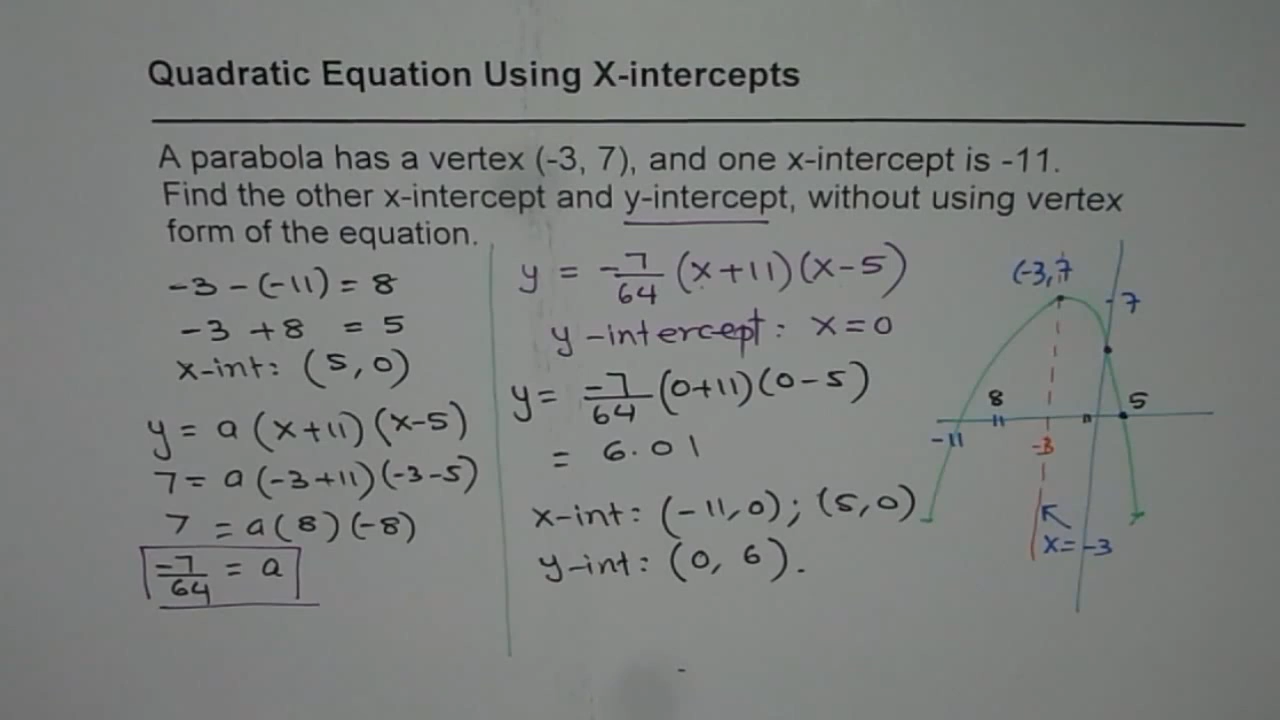 Quadratic Equation Using X-intercepts
A parabola has a vertex (-3, 7), and one x-intercept is -11.
Find the other x-intercept and y-intercept, without using vertex
form of the equation.
-3 - (-11) = 8
-3 + 8 = 5
x-int: (5, 0)
y = a (x+11) (x-5)
7 = a (-3+11) (-3-5)
7 = a (8) (-8)
-7/64 = a
y = -7/64 (x+11) (x-5)
y-intercept: x = 0
y = -7/64 (0+11) (0-5)
= 6.01
x-int: (-11, 0); (5, 0)
y-int: (0, 6).
(-3, 7
7
8
5
-11
-3
x = -3